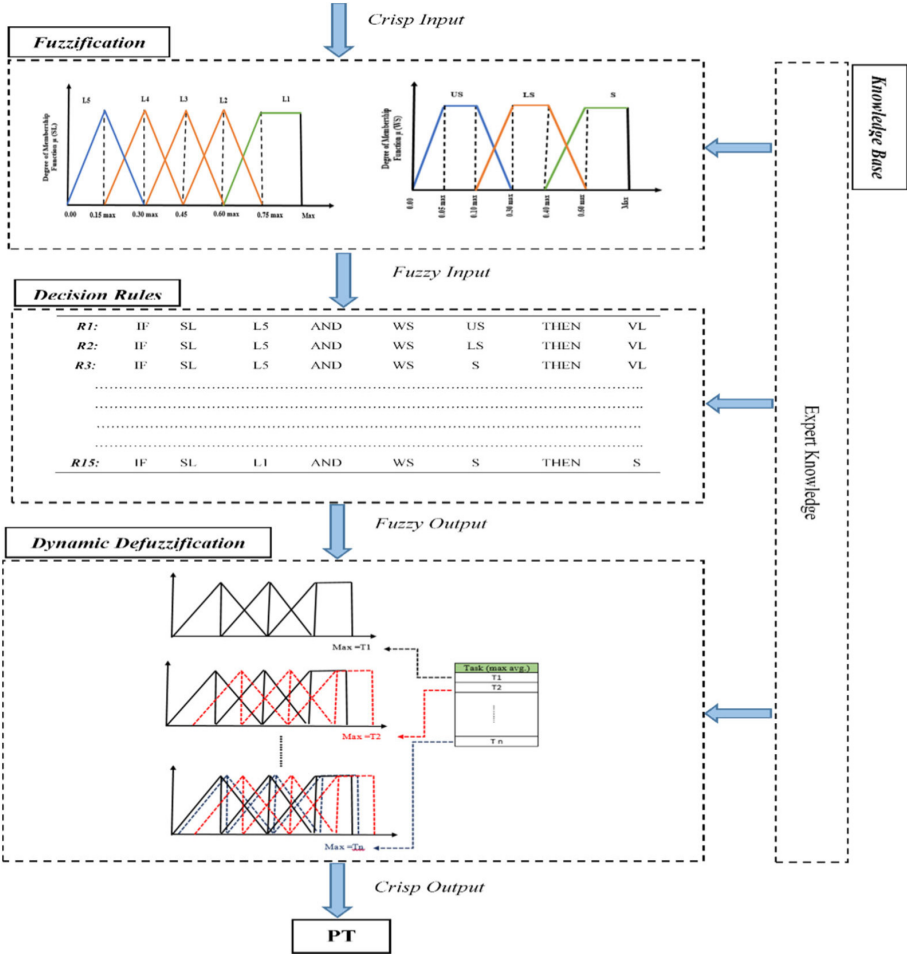 Crisp Input
Fuzzification
Knowledge Base
L5 L4 L3 L2 L1
Degree of Membership
Function μ (SL)
0.00 0.15 max 0.30 max 0.45 0.60 max 0.75 max Max
US LS S
Degree of Membership
Function μ (WS)
0.00 0.05 max 0.10 max 0.30 max 0.40 max 0.60 max Max
Fuzzy Input
Decision Rules
R1: IF SL L5 AND WS US THEN VL
R2: IF SL L5 AND WS LS THEN VL
R3: IF SL L5 AND WS S THEN VL
R15: IF SL L1 AND WS S THEN S
Expert Knowledge
Fuzzy Output
Dynamic Defuzzification
Max =T1
Task (max avg.)
T1
T2
T n
Max =T2
Max =Tn
Crisp Output
PT